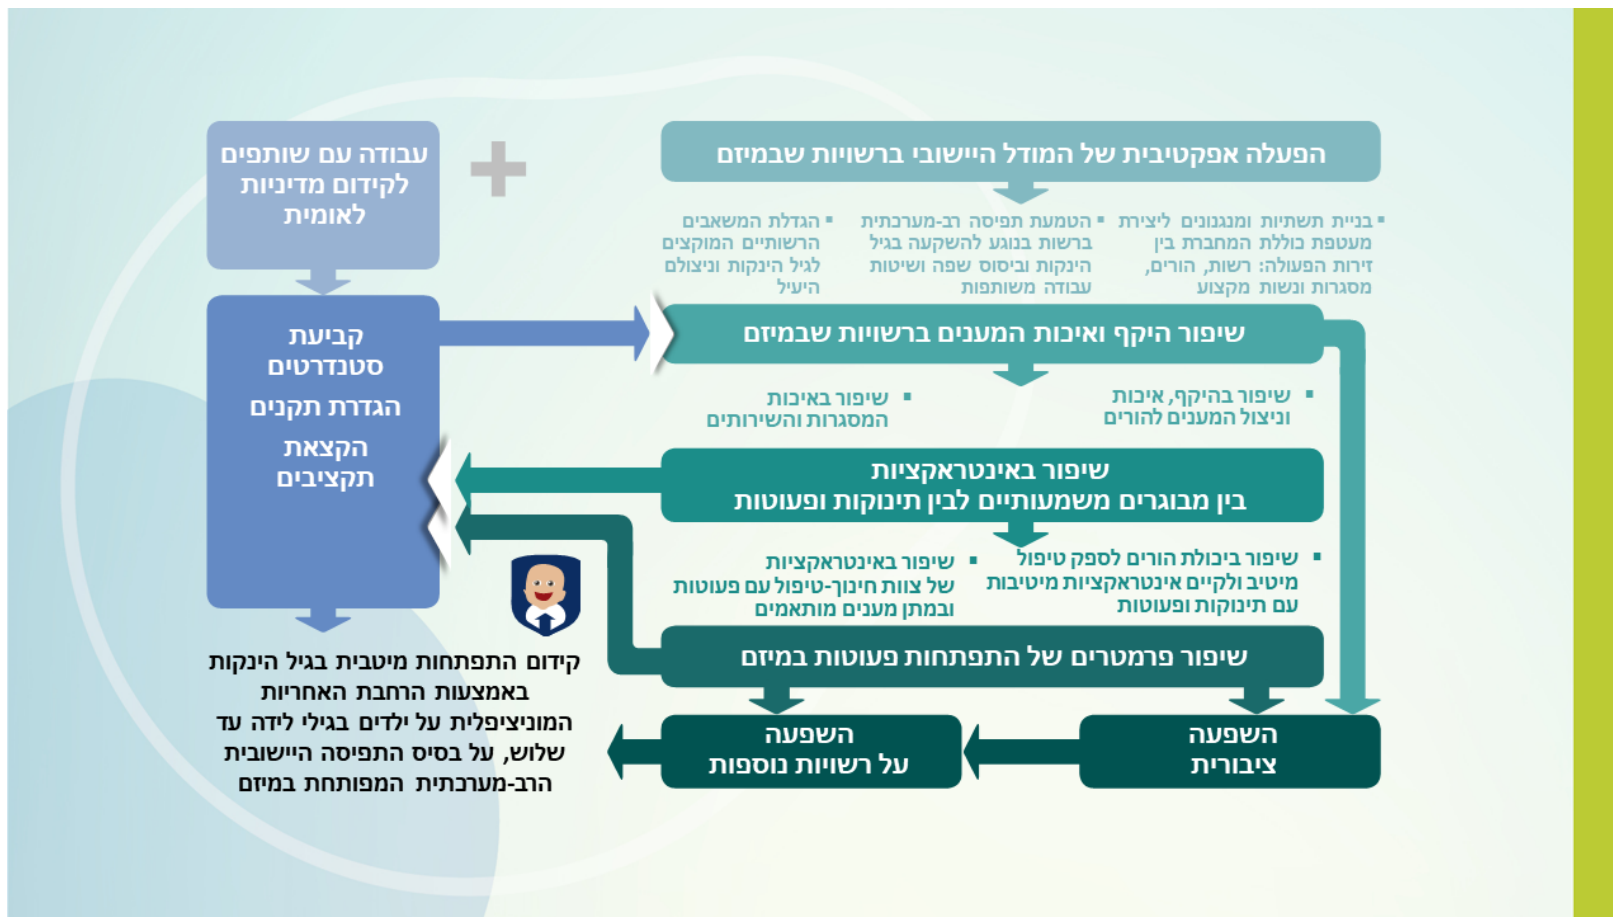 הפעלה אפקטיבית של המודל היישובי ברשויות שבמיזם
▪ בניית תשתיות ומנגנונים ליצירת
מעטפת כוללת המחברת בין
זירות הפעולה: רשות, הורים,
מסגרות ונשות מקצוע
▪ הטמעת תפיסה רב-מערכתית
ברשות בנוגע להשקעה בגיל
הינקות וביסוס שפה ושיטות
עבודה משותפות
▪ הגדלת המשאבים
הרשותיים המוקצים
לגיל הינקות וניצולם
היעיל
שיפור היקף ואיכות המענים ברשויות שבמיזם
▪ שיפור בהיקף, איכות
וניצול המענים להורים
▪ שיפור באיכות
המסגרות והשירותים
שיפור באינטראקציות
בין מבוגרים משמעותיים לבין תינוקות ופעוטות
▪ שיפור ביכולת הורים לספק טיפול
מיטיב ולקיים אינטראקציות מיטיבות
עם תינוקות ופעוטות
▪ שיפור באינטראקציות
של צוות חינוך-טיפול עם פעוטות
ובמתן מענים מותאמים
שיפור פרמטרים של התפתחות פעוטות במיזם
השפעה
ציבורית
השפעה
על רשויות נוספות
עבודה עם שותפים
לקידום מדיניות
לאומית
קביעת
סטנדרטים
הגדרת תקנים
הקצאת
תקציבים
קידום התפתחות מיטבית בגיל הינקות
באמצעות הרחבת האחריות
המוניציפלית על ילדים בגילי לידה עד
שלוש, על בסיס התפיסה היישובית
הרב-מערכתית המפותחת במיזם